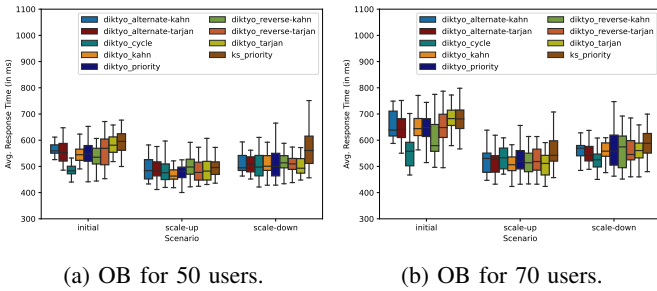 1100
1000
900
800
700
600
500
400
300
Avg. Response Time (in ms)
diktyo_alternate-kahn
diktyo_alternate-tarjan
diktyo_cycle
diktyo_kahn
diktyo_priority
diktyo_reverse-kahn
diktyo_reverse-tarjan
diktyo_tarjan
ks_priority
initial
scale-up
scale-down
Scenario
(a) OB for 50 users.
1100
1000
900
800
700
600
500
400
300
Avg. Response Time (in ms)
diktyo_alternate-kahn
diktyo_alternate-tarjan
diktyo_cycle
diktyo_kahn
diktyo_priority
diktyo_reverse-kahn
diktyo_reverse-tarjan
diktyo_tarjan
ks_priority
initial
scale-up
scale-down
Scenario
(b) OB for 70 users.